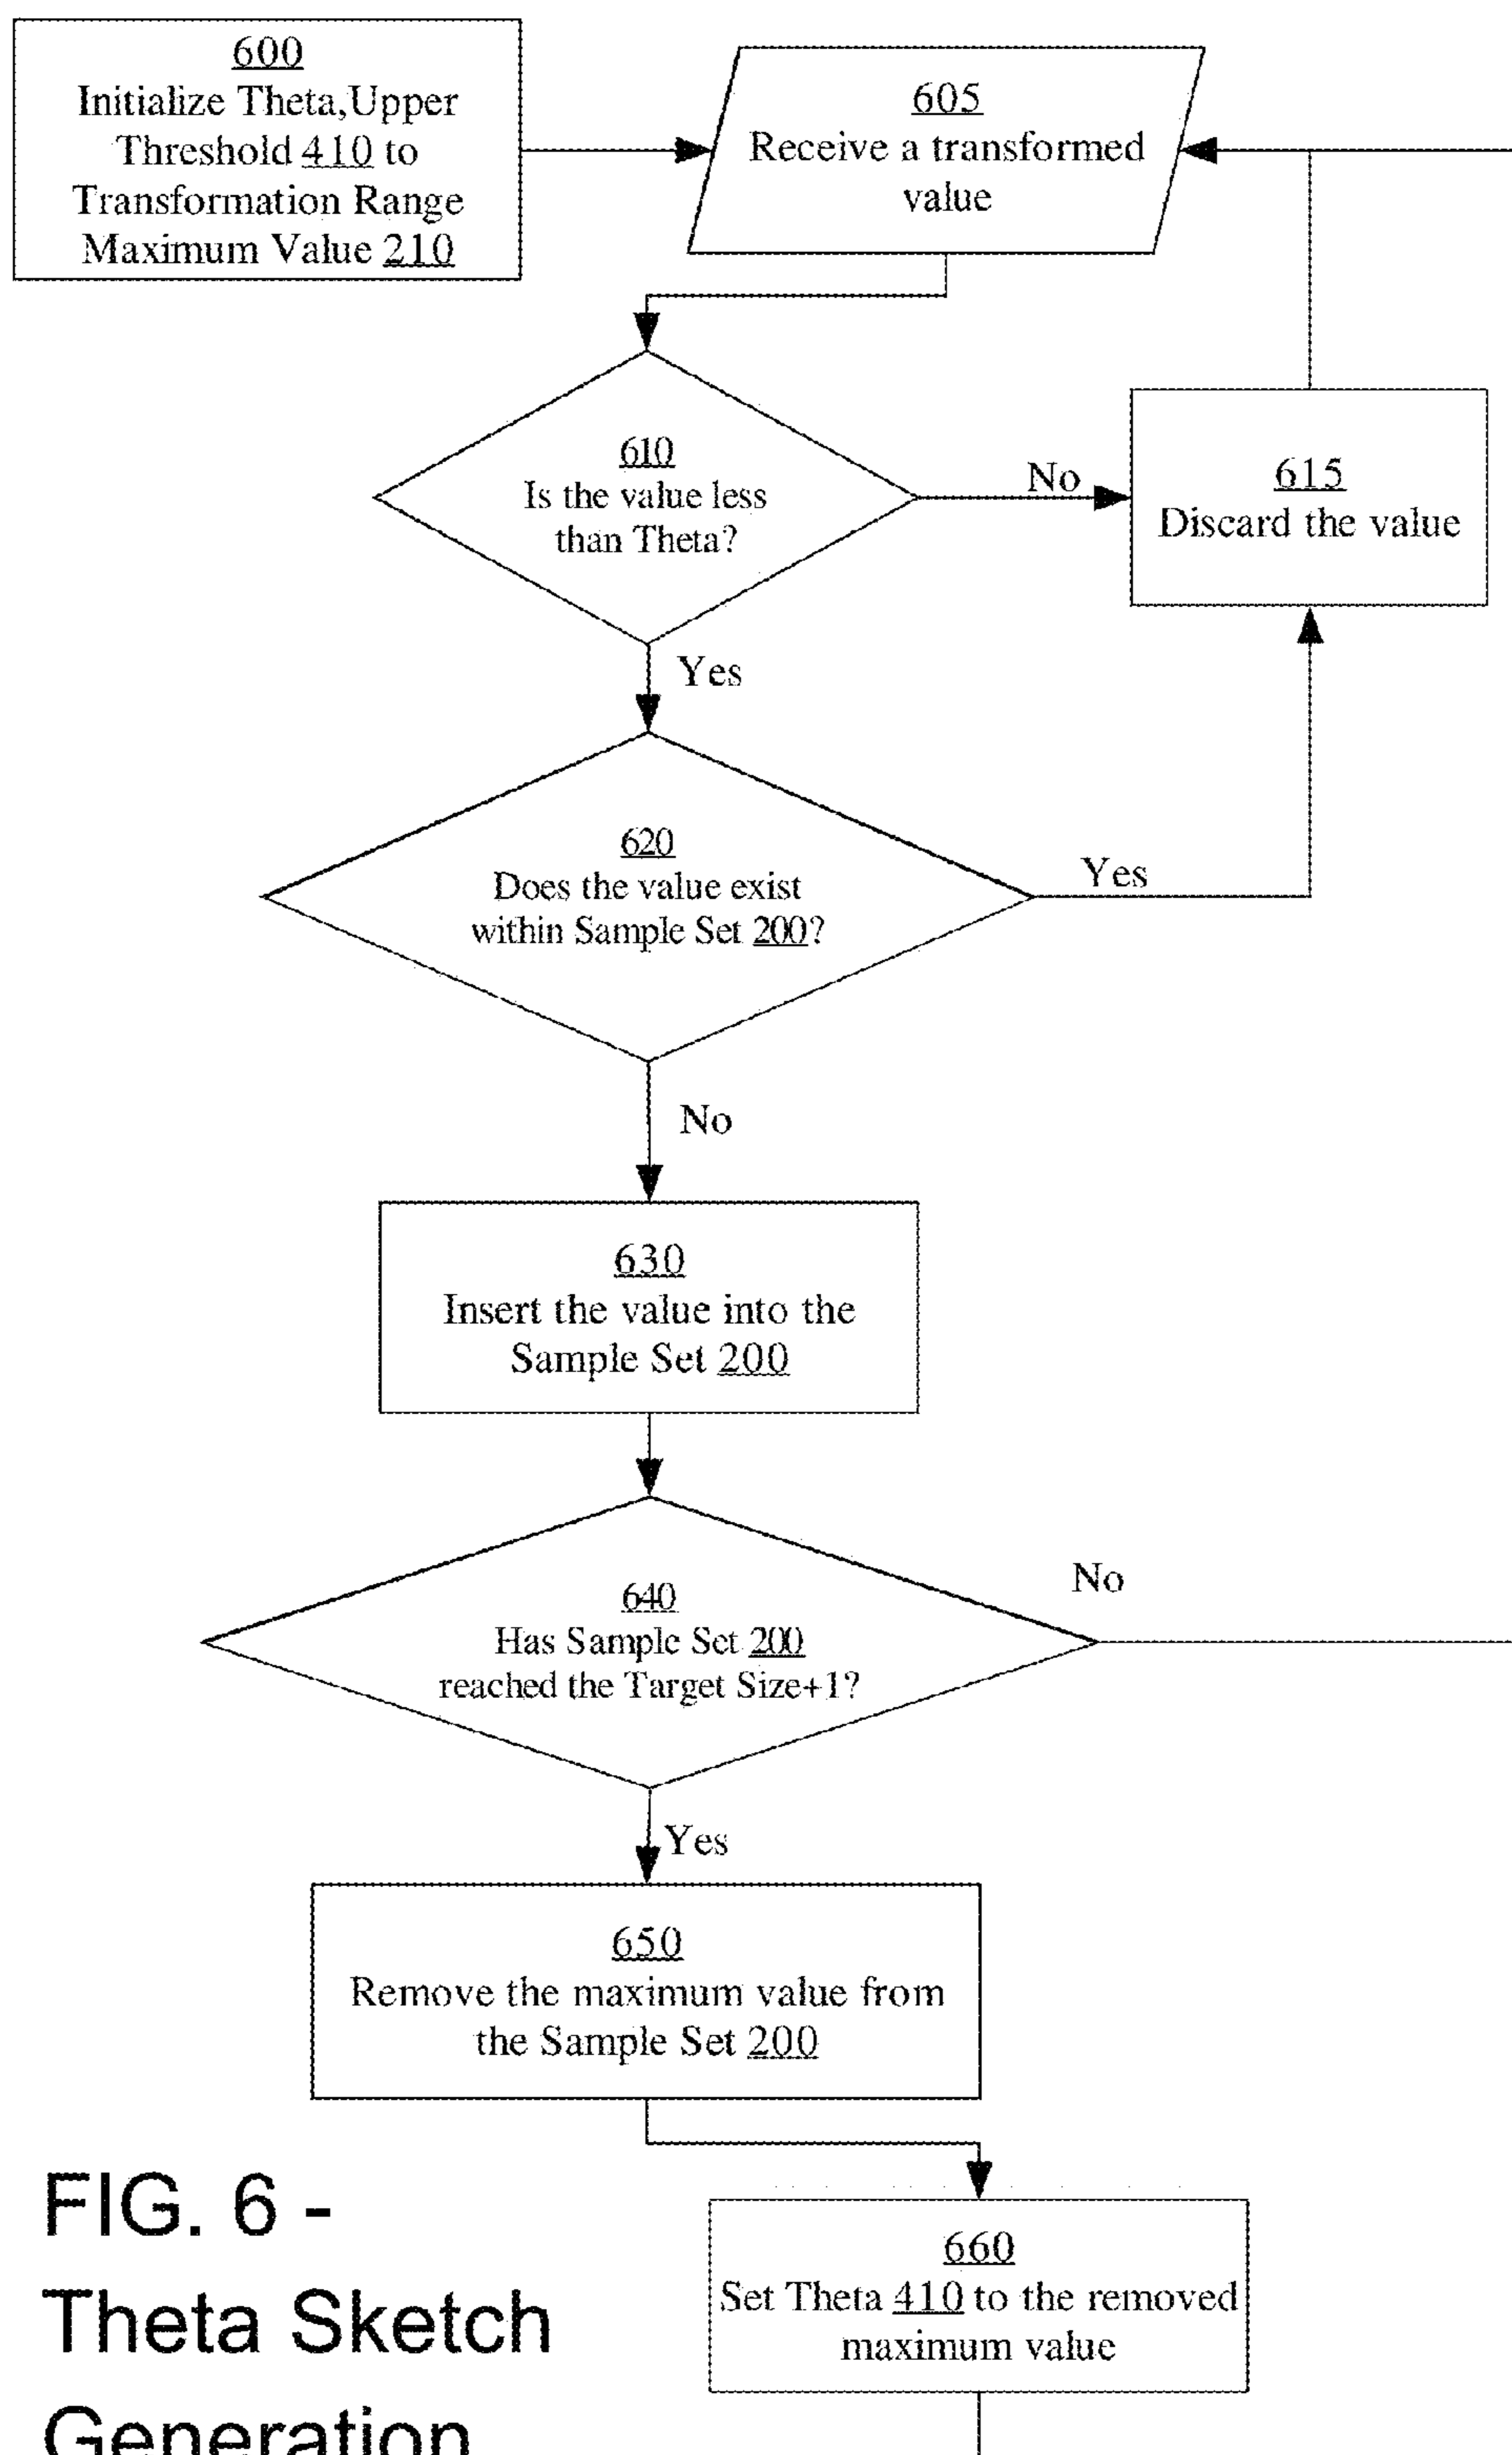 600
Initialize Theta,Upper
Threshold 410 to
Transformation Range
Maximum Value 210
605
Receive a transformed
value
610
Is the value less
than Theta?
No
615
Discard the value
Yes
620
Does the value exist
within Sample Set 200?
Yes
No
630
Insert the value into the
Sample Set 200
640
Has Sample Set 200
reached the Target Size+1?
No
Yes
650
Remove the maximum value from
the Sample Set 200
660
Set Theta 410 to the removed
maximum value
FIG. 6 -
Theta Sketch
Generation